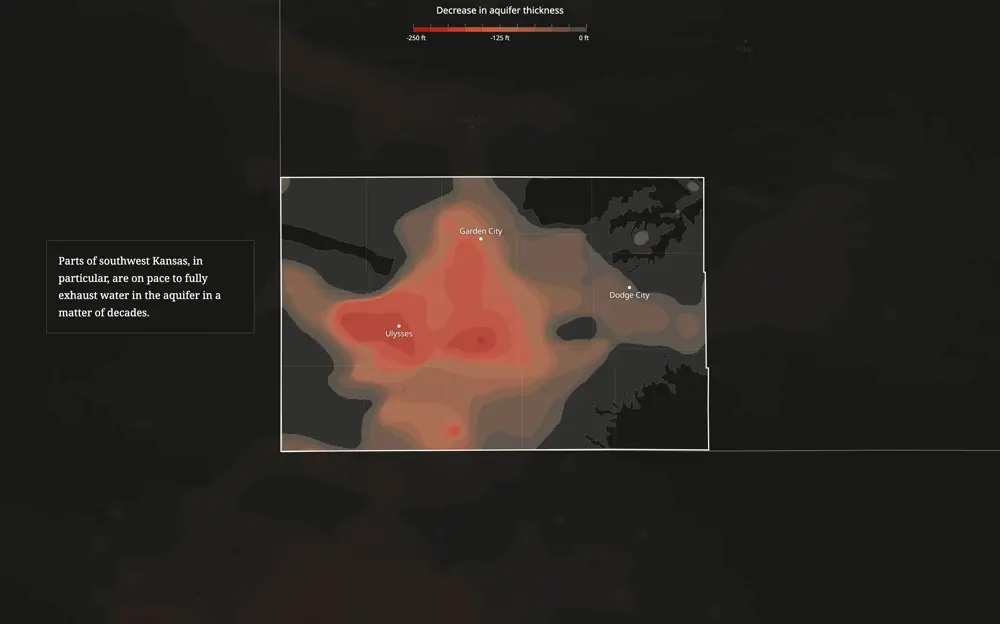 Decrease in aquifer thickness
-250 ft -125 ft 0 ft
Garden City
Parts of southwest Kansas, in
particular, are on pace to fully
exhaust water in the aquifer in a
matter of decades.
Dodge City
Ulysses